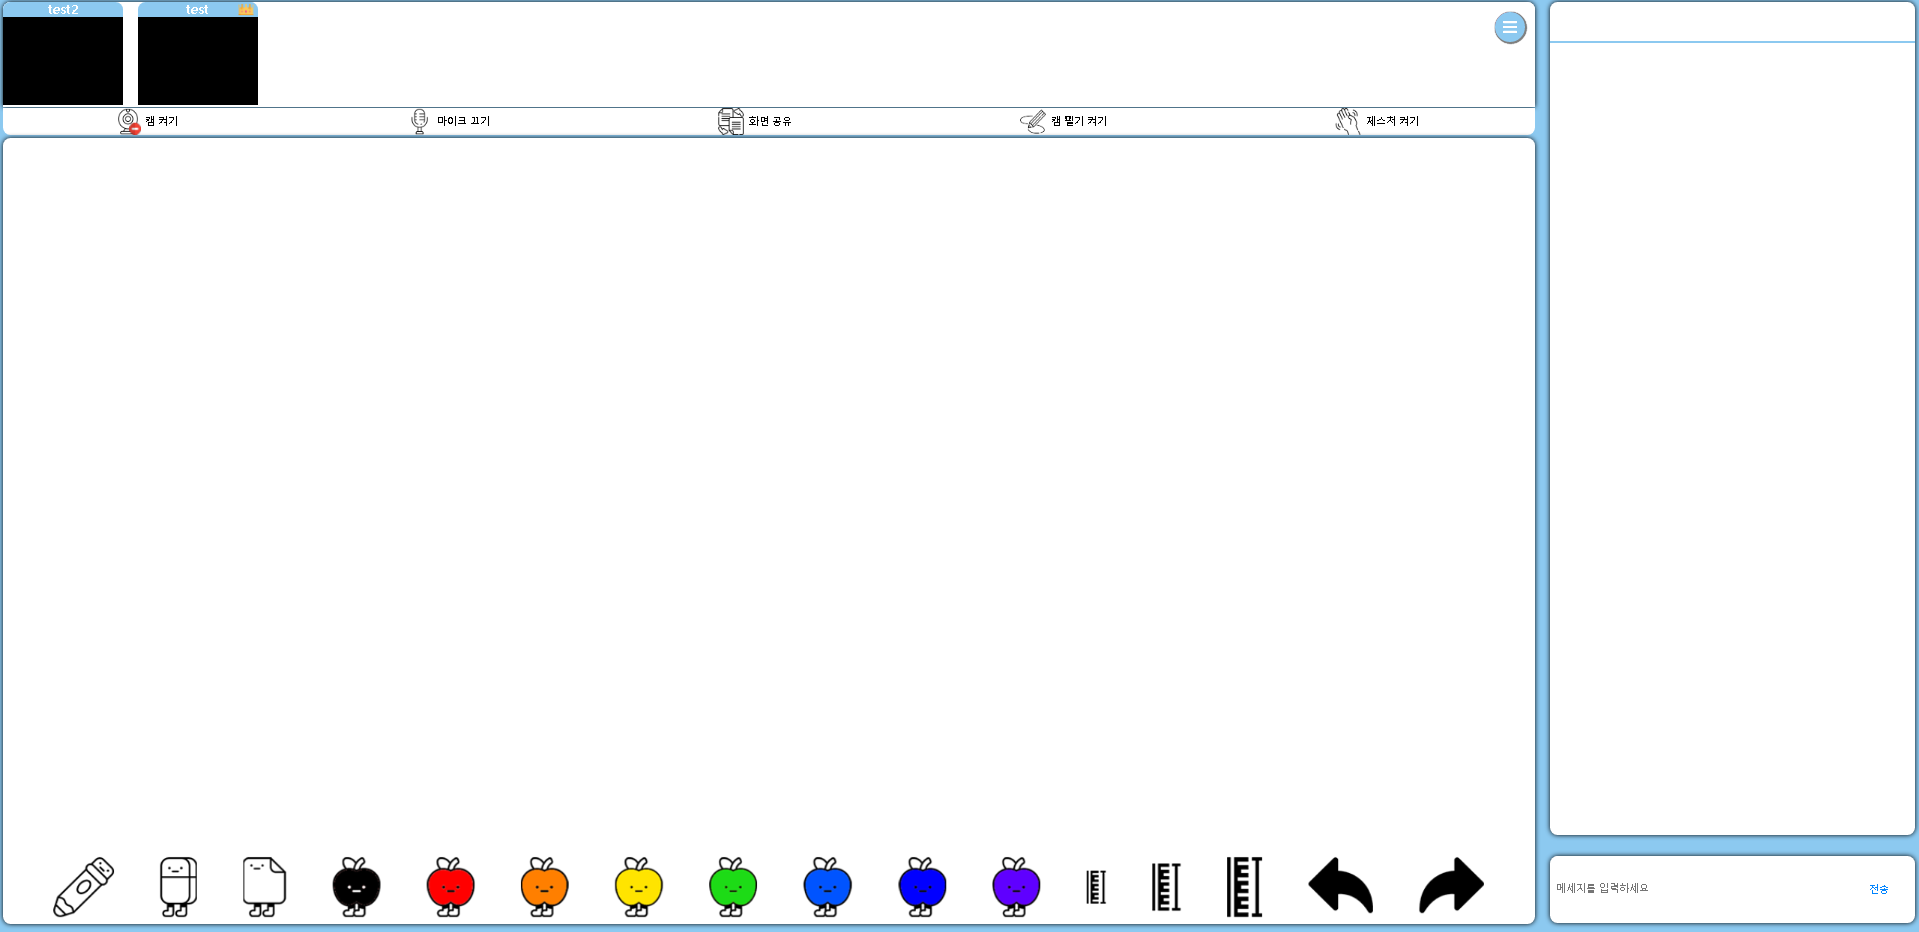 test2
test
캠 켜기
마이크 끄기
화면 공유
캠 필기 켜기
제스처 켜기
메세지를 입력하세요
전송